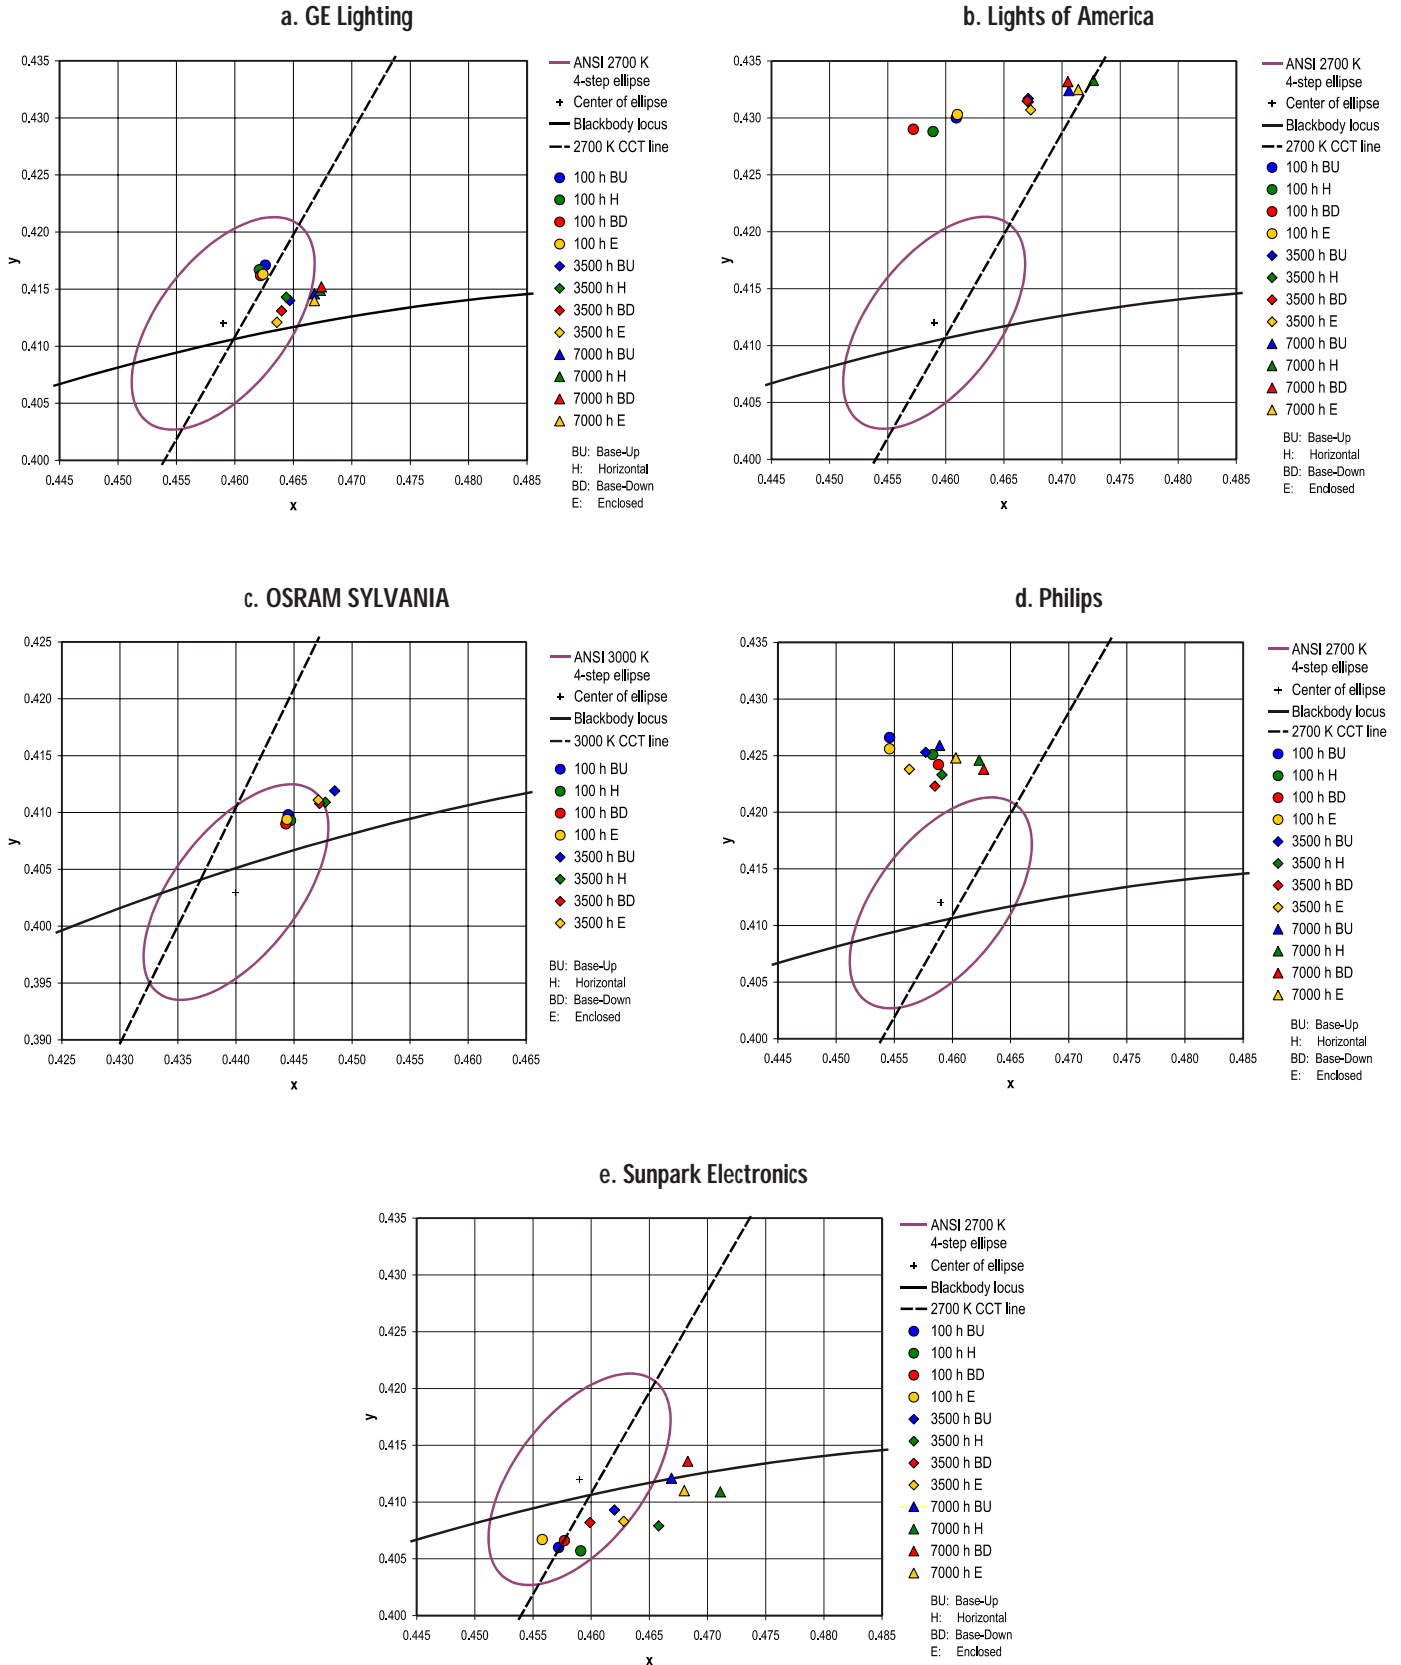 a. GE Lighting
0.435
0.430
0.425
0.420
0.415
0.410
0.405
0.400
y
0.445 0.450 0.455 0.460 0.465 0.470 0.475 0.480 0.485
x
ANSI 2700 K
4-step ellipse
Center of ellipse
Blackbody locus
2700 K CCT line
100 h BU
100 h H
100 h BD
100 h E
3500 h BU
3500 h H
3500 h BD
3500 h E
7000 h BU
7000 h H
7000 h BD
7000 h E
BU: Base-Up
H: Horizontal
BD: Base-Down
E: Enclosed
b. Lights of America
0.435
0.430
0.425
0.420
0.415
0.410
0.405
0.400
y
0.445 0.450 0.455 0.460 0.465 0.470 0.475 0.480 0.485
x
ANSI 2700 K
4-step ellipse
Center of ellipse
Blackbody locus
2700 K CCT line
100 h BU
100 h H
100 h BD
100 h E
3500 h BU
3500 h H
3500 h BD
3500 h E
7000 h BU
7000 h H
7000 h BD
7000 h E
BU: Base-Up
H: Horizontal
BD: Base-Down
E: Enclosed
c. OSRAM SYLVANIA
0.425
0.420
0.415
0.410
0.405
0.400
0.395
0.390
y
0.425 0.430 0.435 0.440 0.445 0.450 0.455 0.460 0.465
x
ANSI 3000 K
4-step ellipse
Center of ellipse
Blackbody locus
3000 K CCT line
100 h BU
100 h H
100 h BD
100 h E
3500 h BU
3500 h H
3500 h BD
3500 h E
BU: Base-Up
H: Horizontal
BD: Base-Down
E: Enclosed
d. Philips
0.435
0.430
0.425
0.420
0.415
0.410
0.405
0.400
y
0.445 0.450 0.455 0.460 0.465 0.470 0.475 0.480 0.485
x
ANSI 2700 K
4-step ellipse
Center of ellipse
Blackbody locus
2700 K CCT line
100 h BU
100 h H
100 h BD
100 h E
3500 h BU
3500 h H
3500 h BD
3500 h E
7000 h BU
7000 h H
7000 h BD
7000 h E
BU: Base-Up
H: Horizontal
BD: Base-Down
E: Enclosed
e. Sunpark Electronics
0.435
0.430
0.425
0.420
0.415
0.410
0.405
0.400
y
0.445 0.450 0.455 0.460 0.465 0.470 0.475 0.480 0.485
x
ANSI 2700 K
4-step ellipse
Center of ellipse
Blackbody locus
2700 K CCT line
100 h BU
100 h H
100 h BD
100 h E
3500 h BU
3500 h H
3500 h BD
3500 h E
7000 h BU
7000 h H
7000 h BD
7000 h E
BU: Base-Up
H: Horizontal
BD: Base-Down
E: Enclosed